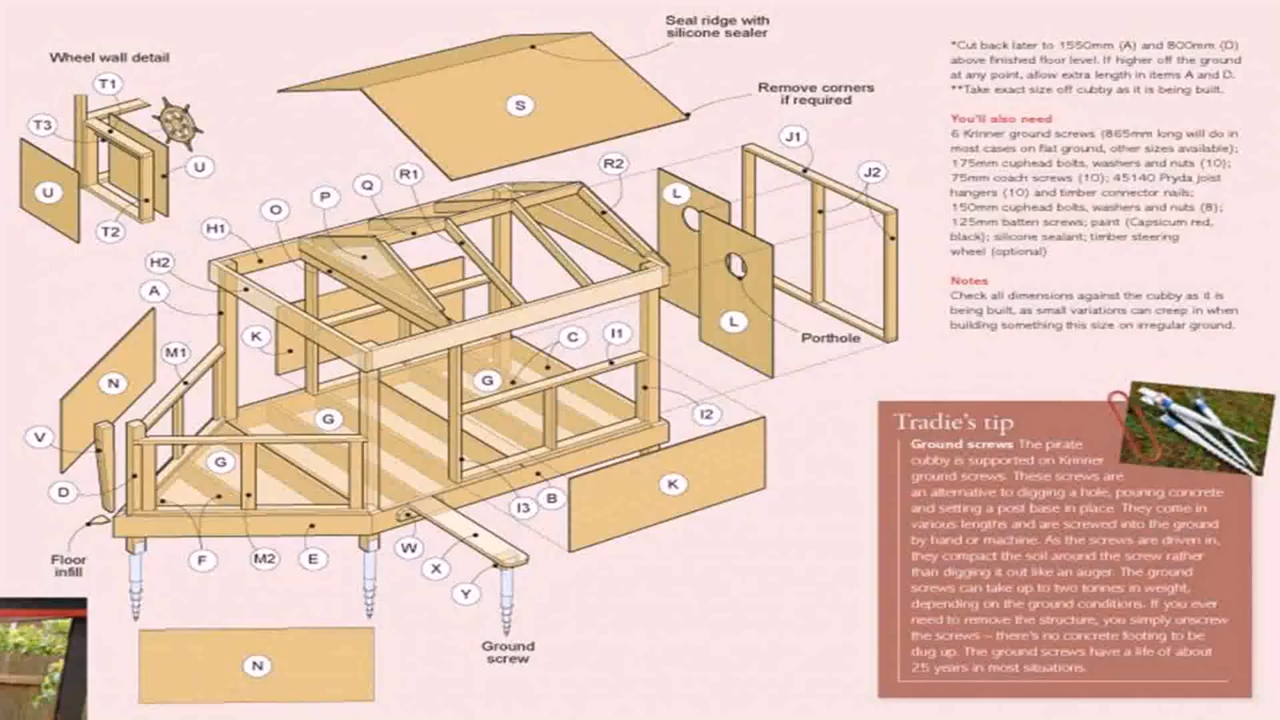 Seal ridge with
silicone sealer
Wheel wall detail
T1
T3
U
U
T2
S
Remove corners
if required
J1
J2
R2
R1
Q
P
O
H1
H2
A
L
L
Porthole
K
M1
N
C
I1
G
G
G
I2
V
D
K
B
I3
W
X
Y
F
M2
E
Floor
infill
Ground
screw
N
*Cut back later to 1550mm (A) and 800mm (D)
above finished floor level. If higher off the ground
at any point, allow extra length in items A and D.
**Take exact size off cubby as it is being built.
You'll also need
6 Krinner ground screws (865mm long will do in
most cases on flat ground, other sizes available);
175mm cuphead bolts, washers and nuts (10);
75mm coach screws (10); 45140 Pryda joist
hangers (10) and timber connector nails;
150mm cuphead bolts, washers and nuts (8);
125mm batten screws; paint (Capsicum red,
black); silicone sealant; timber steering
wheel (optional)
Notes
Check all dimensions against the cubby as it is
being built, as small variations can creep in when
building something this size on irregular ground.
Tradie's tip
Ground screws The pirate
cubby is supported on Krinner
ground screws. These screws are
an alternative to digging a hole, pouring concrete
and setting a post base in place. They come in
various lengths and are screwed into the ground
by hand or machine. As the screws are driven in,
they compact the soil around the screw rather
than digging it out like an auger. The ground
screws can take up to two tonnes in weight,
depending on the ground conditions. If you ever
need to remove the structure, you simply unscrew
the screws – there's no concrete footing to be
dug up. The ground screws have a life of about
25 years in most situations.